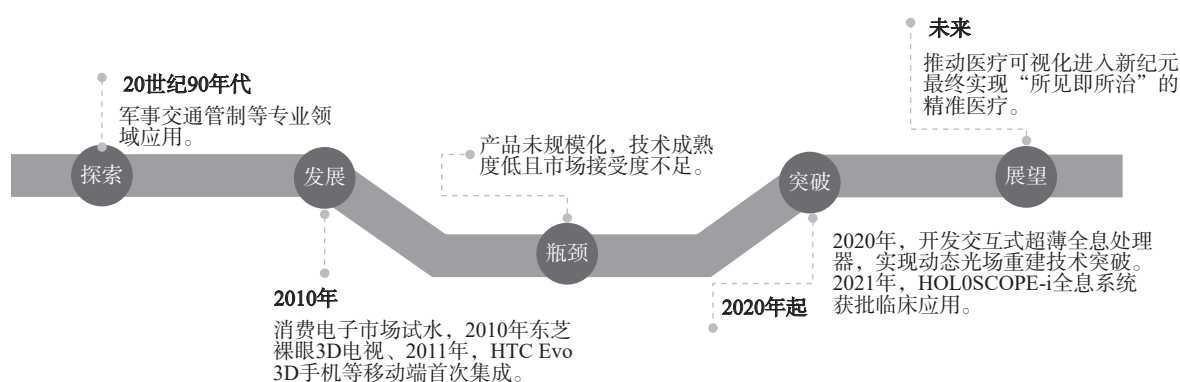 20世纪90年代
军事交通管制等专业领
域应用。
探索
发展
2010年
消费电子市场试水，2010年东芝
裸眼3D电视、2011年，HTC Evo
3D手机等移动端首次集成。
产品未规模化，技术成熟
度低且市场接受度不足。
瓶颈
突破
2020年起
2020年，开发交互式超薄全息处理
器，实现动态光场重建技术突破。
2021年，HOL0SCOPE-i全息系统
获批临床应用。
未来
推动医疗可视化进入新纪元
最终实现“所见即所治”的
精准医疗。
展望